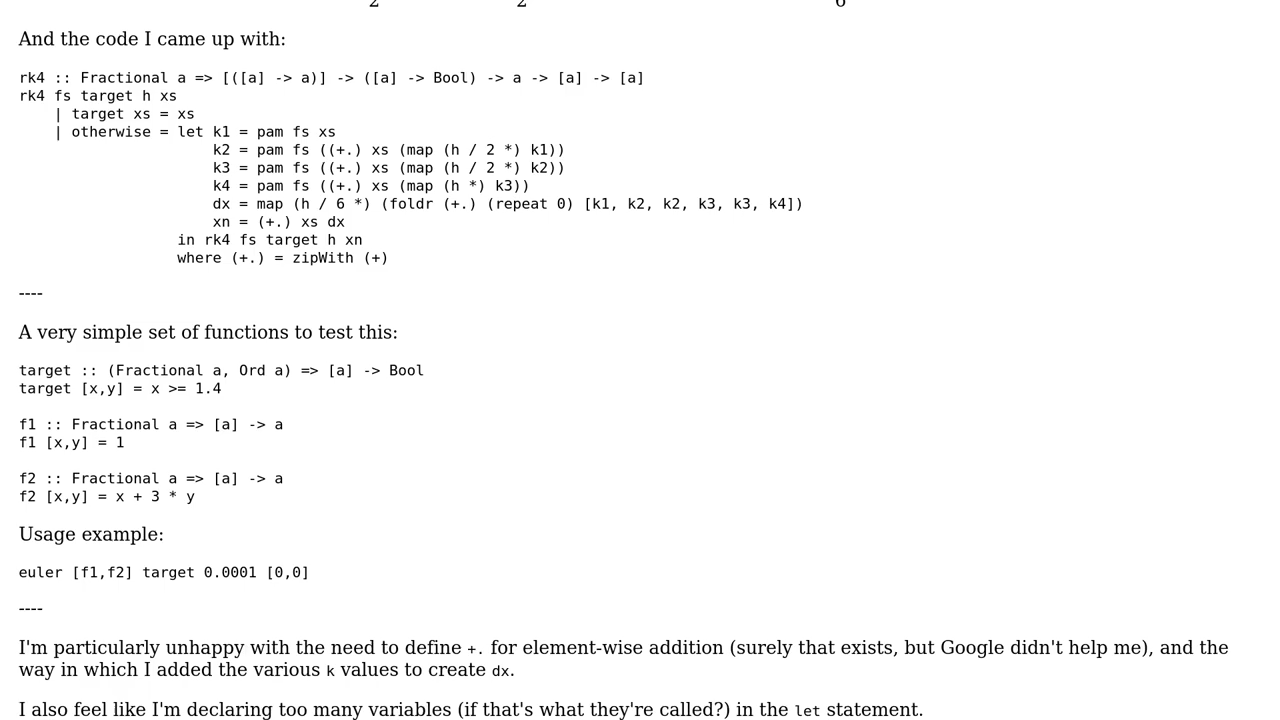 2 2 6
And the code I came up with:
rk4 :: Fractional a => [([a] -> a)] -> ([a] -> Bool) -> a -> [a] -> [a]
rk4 fs target h xs
    | target xs = xs
    | otherwise = let k1 = pam fs xs
                      k2 = pam fs ((+.) xs (map (h / 2 *) k1))
                      k3 = pam fs ((+.) xs (map (h / 2 *) k2))
                      k4 = pam fs ((+.) xs (map (h *) k3))
                      dx = map (h / 6 *) (foldr (+.) (repeat 0) [k1, k2, k2, k3, k3, k4])
                      xn = (+.) xs dx
                  in rk4 fs target h xn
                  where (+.) = zipWith (+)
----
A very simple set of functions to test this:
target :: (Fractional a, Ord a) => [a] -> Bool
target [x,y] = x >= 1.4
f1 :: Fractional a => [a] -> a
f1 [x,y] = 1
f2 :: Fractional a => [a] -> a
f2 [x,y] = x + 3 * y
Usage example:
euler [f1,f2] target 0.0001 [0,0]
----
I'm particularly unhappy with the need to define +. for element-wise addition (surely that exists, but Google didn't help me), and the
way in which I added the various k values to create dx.
I also feel like I'm declaring too many variables (if that's what they're called?) in the let statement.